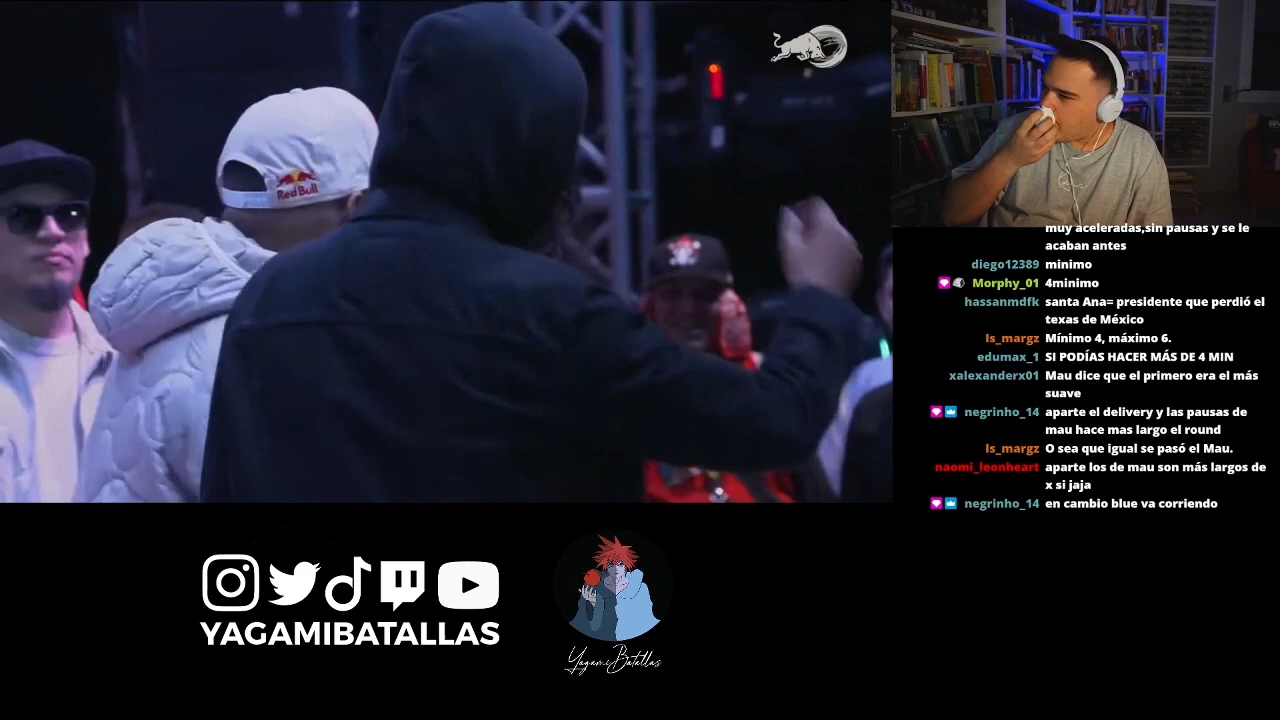 Red Bull
muy aceleradas,sin pausas y se le
acaban antes
diego12389 minimo
Morphy_01 4minimo
hassanmdfk santa Ana= presidente que perdió el
texas de México
ls_margz Mínimo 4, máximo 6.
edumax_1 SI PODÍAS HACER MÁS DE 4 MIN
xalexanderx01 Mau dice que el primero era el más
suave
negrinho_14 aparte el delivery y las pausas de
mau hace mas largo el round
ls_margz O sea que igual se pasó el Mau.
naomi_leonheart aparte los de mau son más largos de
x si jaja
negrinho_14 en cambio blue va corriendo
YAGAMIBATALLAS
YagamiBatallas